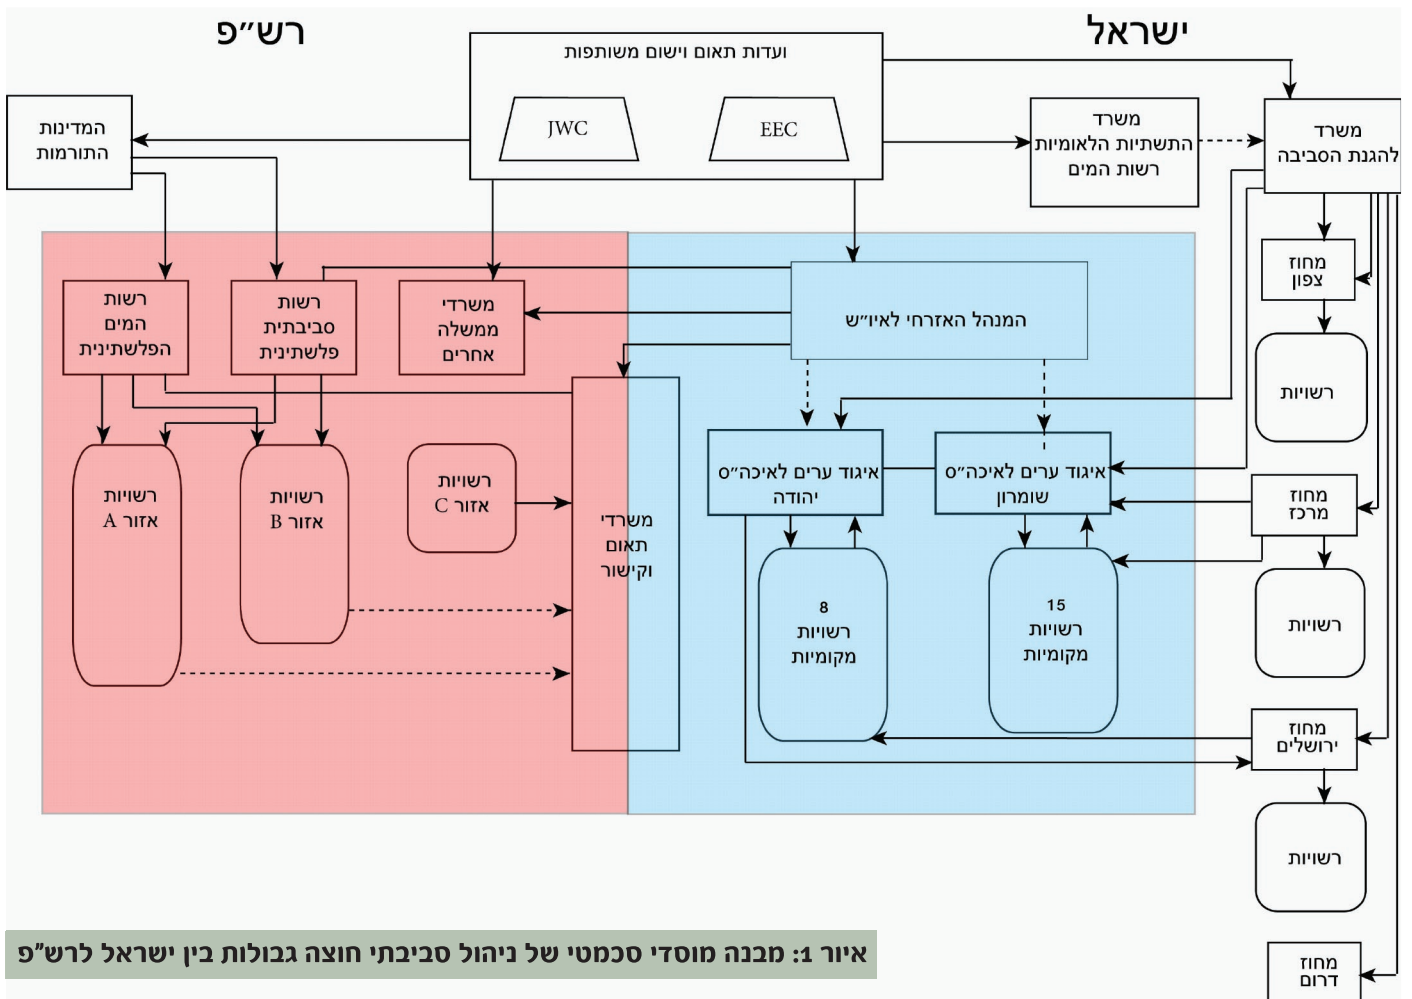 ישראל
רש״פ
ועדות תאום וישום משותפות
EEC
JWC
משרד
להגנת הסביבה
משרד
התשתיות הלאומיות
רשות המים
המדינות
התורמות
מחוז
צפון
רשויות
מחוז
מרכז
רשויות
מחוז
ירושלים
רשויות
מחוז
דרום
המנהל האזרחי לאיו״ש
איגוד ערים לאיכה״ס
שומרון
איגוד ערים לאיכה״ס
יהודה
15
רשויות
מקומיות
8
רשויות
מקומיות
משרדי
ממשלה
אחרים
רשות
סביבתית
פלשתינית
רשות
המים
הפלשתינית
משרדי
תאום
וקישור
רשויות
אזור C
רשויות
אזור B
רשויות
אזור A
איור 1: מבנה מוסדי סכמטי של ניהול סביבתי חוצה גבולות בין ישראל לרש"פ